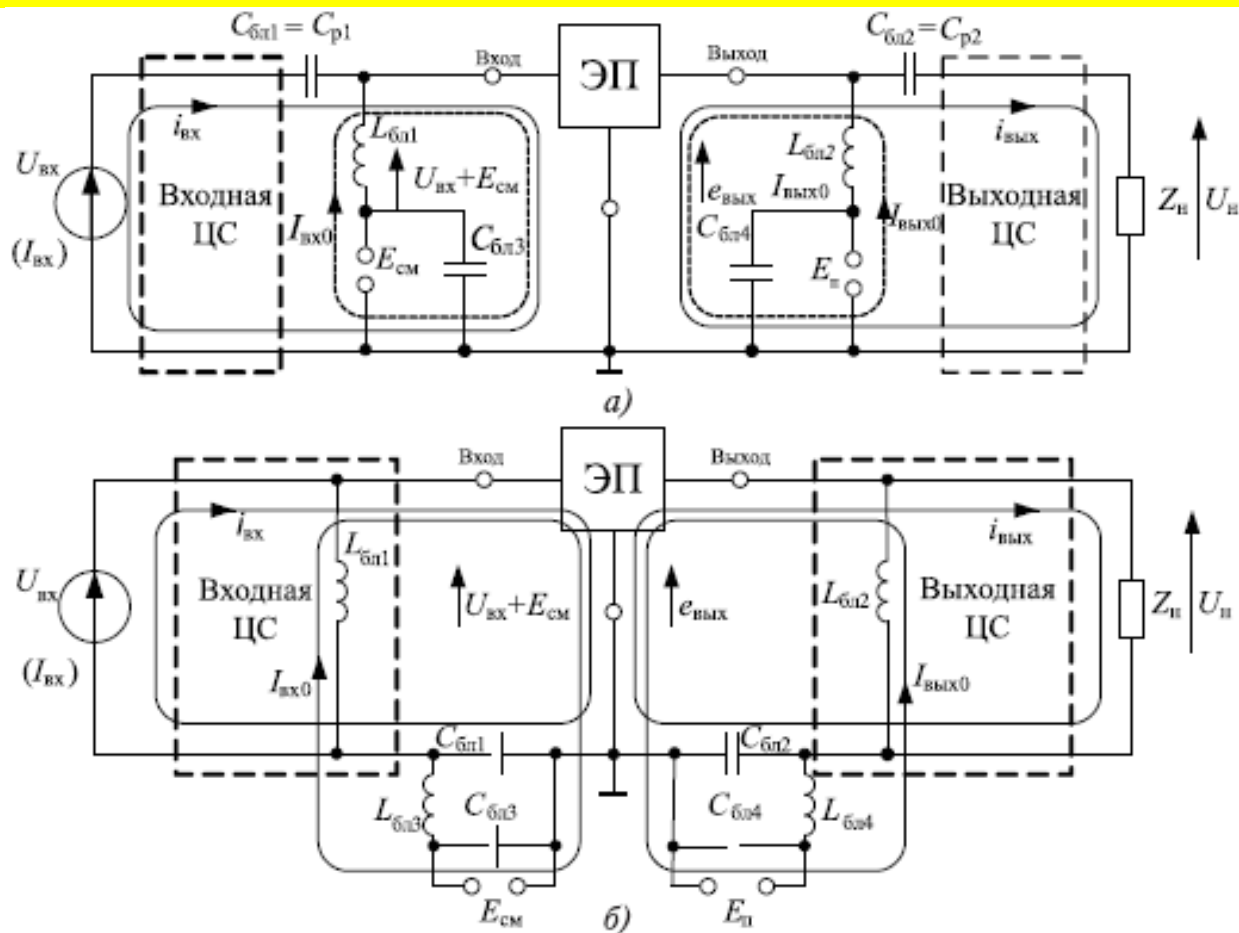 Cбл1 = Cр1
Cбл2=Cр2
Вход
ЭП
Выход
iвх
Lбл1
Uвх
Входная
ЦС
(Iвх)
Iвх0
Uвх+Eсм
Cбл3
Eсм
eвых
Lбл2
Iвых0
Cбл4
Iвых0
Eп
iвых
Выходная
ЦС
Zн
Uн
а)
Вход
ЭП
Выход
iвх
Lбл1
Uвх
Входная
ЦС
(Iвх)
Iвх0
Uвх+Eсм
eвых
Lбл2
iвых
Выходная
ЦС
Iвых0
Zн
Uн
Cбл1
Cбл2
Lбл3
Cбл3
Cбл4
Lбл4
Eсм
Eп
б)